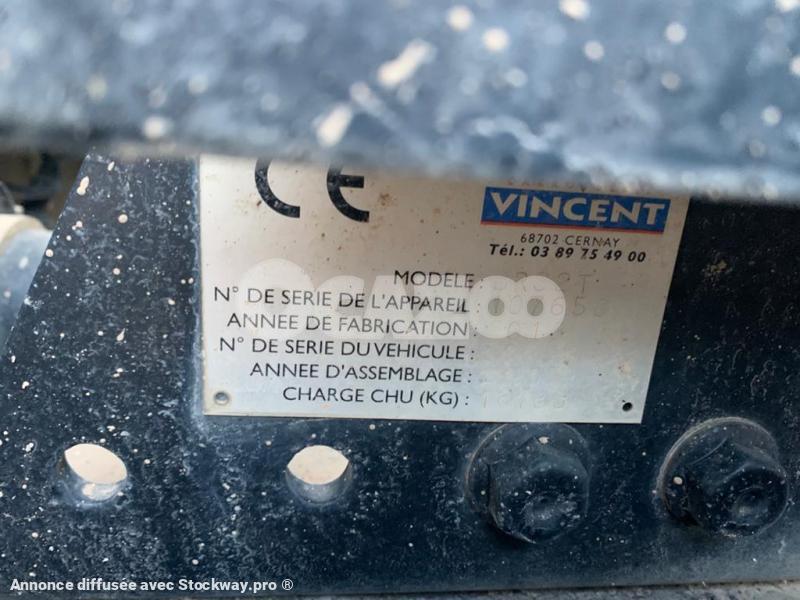 CE
VINCENT
68702 CERNAY
Tél.: 03 89 75 49 00
MODELE :
N° DE SERIE DE L'APPAREIL :
ANNEE DE FABRICATION :
N° DE SERIE DU VEHICULE :
ANNEE D'ASSEMBLAGE :
CHARGE CHU (KG) :
Annonce diffusée avec Stockway.pro ®